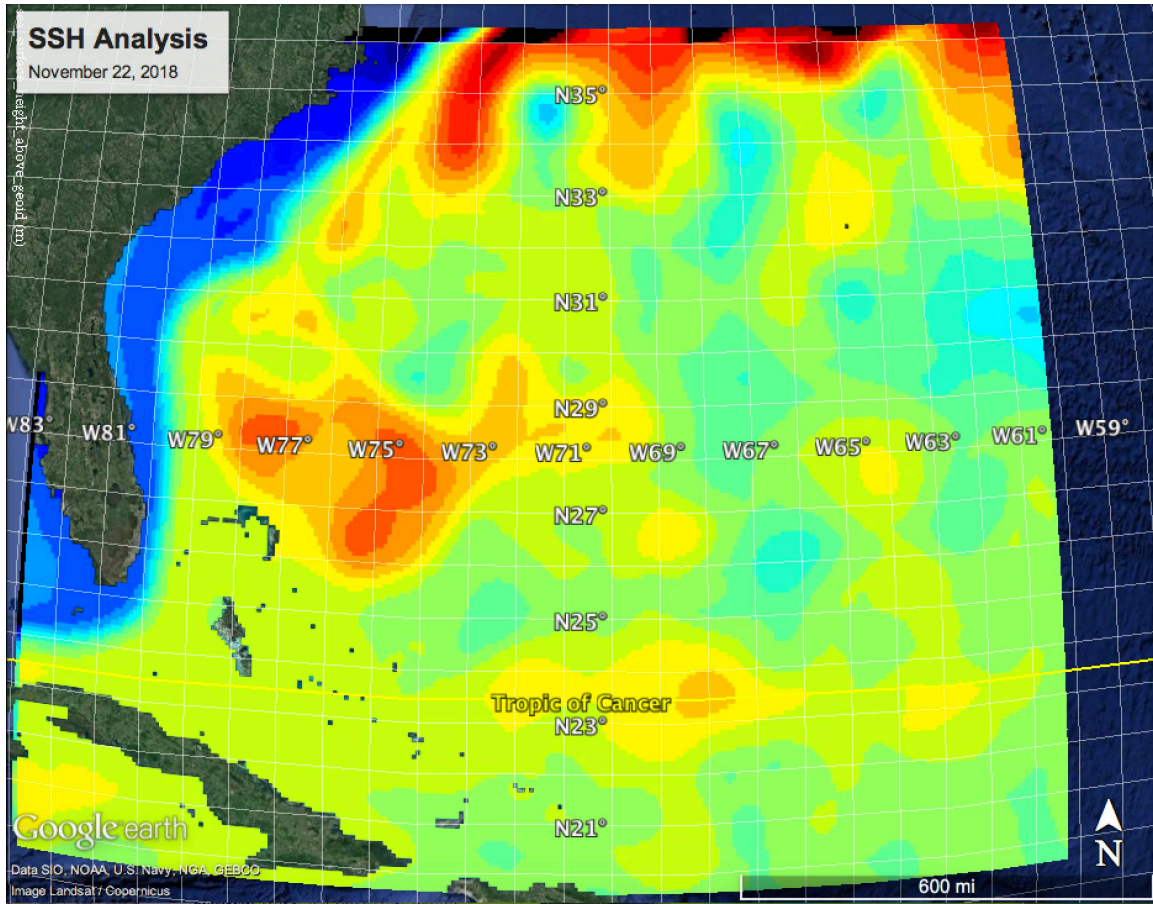 SSH Analysis
November 22, 2018
height_above_geoid (m)
N35°
N33°
N31°
N29°
W83°
W81°
W79°
W77°
W75°
W73°
W71°
W69°
W67°
W65°
W63°
W61°
W59°
N27°
N25°
Tropic of Cancer
N23°
N21°
Google earth
N
Data SIO, NOAA, U.S. Navy, NGA, GEBCO
Image Landsat / Copernicus
600 mi